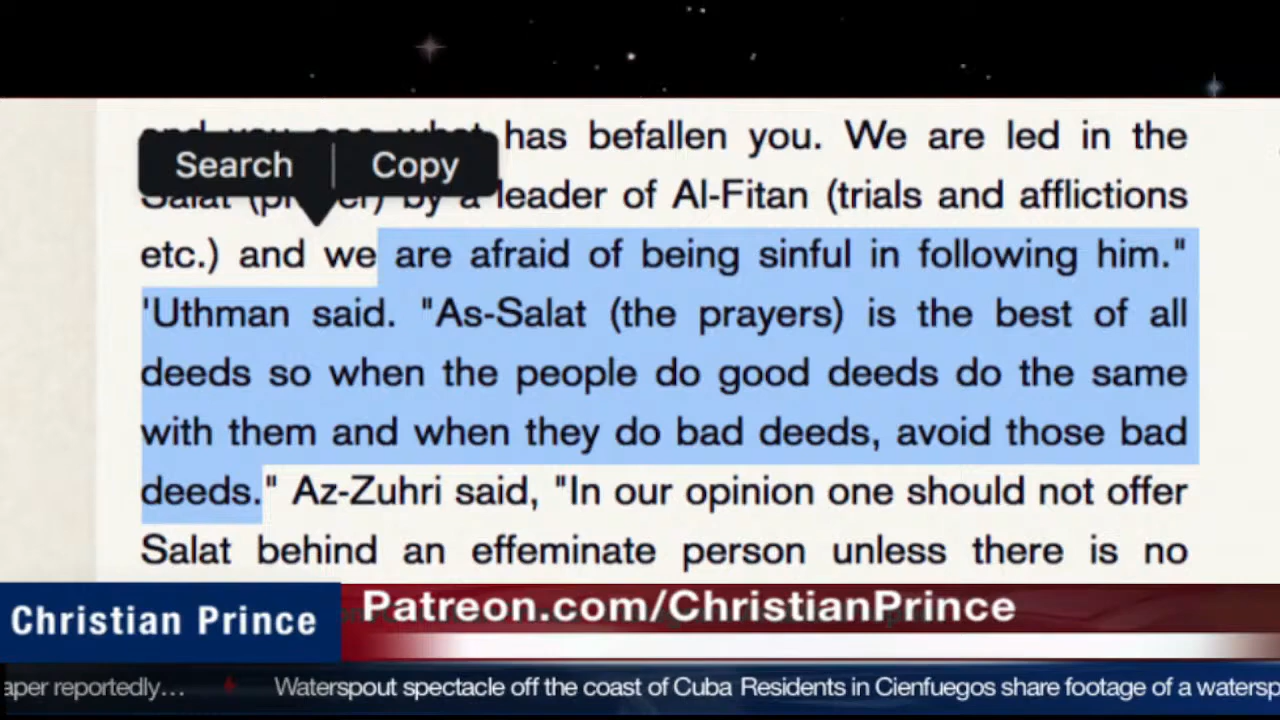 has befallen you. We are led in the
Search Copy
by a leader of Al-Fitan (trials and afflictions
etc.) and we are afraid of being sinful in following him."
'Uthman said. "As-Salat (the prayers) is the best of all
deeds so when the people do good deeds do the same
with them and when they do bad deeds, avoid those bad
deeds." Az-Zuhri said, "In our opinion one should not offer
Salat behind an effeminate person unless there is no
Christian Prince
Patreon.com/ChristianPrince
aper reportedly... Waterspout spectacle off the coast of Cuba Residents in Cienfuegos share footage of a watersp